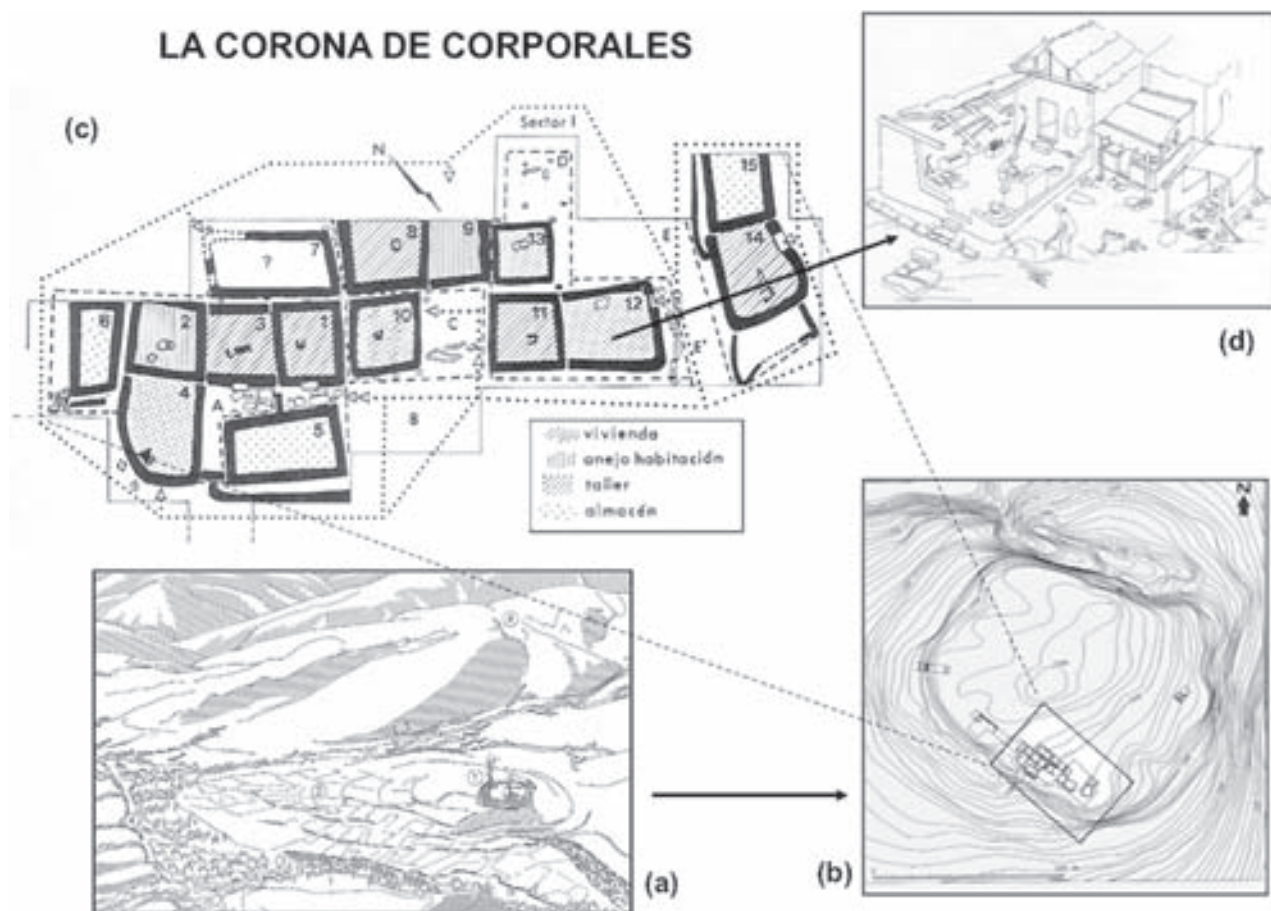 LA CORONA DE CORPORALES
(c)
Sector I
N
D
15
8
9
7
13
E
14
?
12
6
2
3
1
10
C
11
E'
(d)
4
A
5
B
vivienda
anejo habitación
taller
almacén
N
(a)
(b)